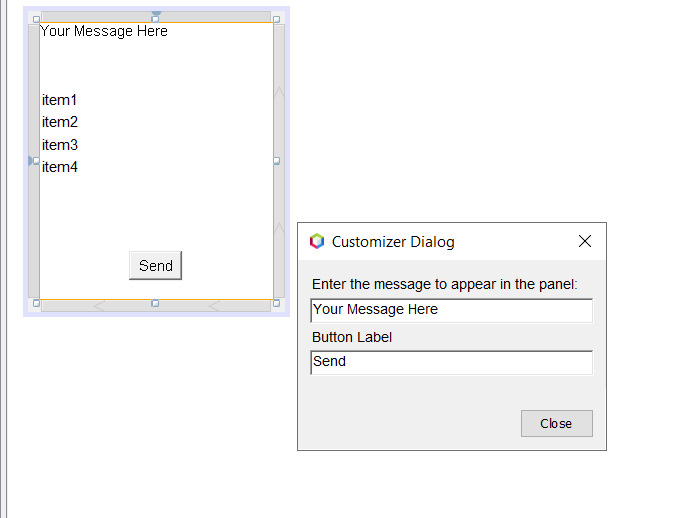 Your Message Here
item1
item2
item3
item4
Send
Customizer Dialog
Enter the message to appear in the panel:
Your Message Here
Button Label
Send
Close